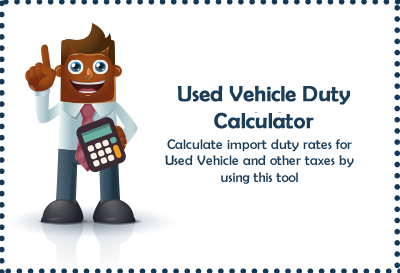 Used Vehicle Duty
Calculator
Calculate import duty rates for
Used Vehicle and other taxes by
using this tool